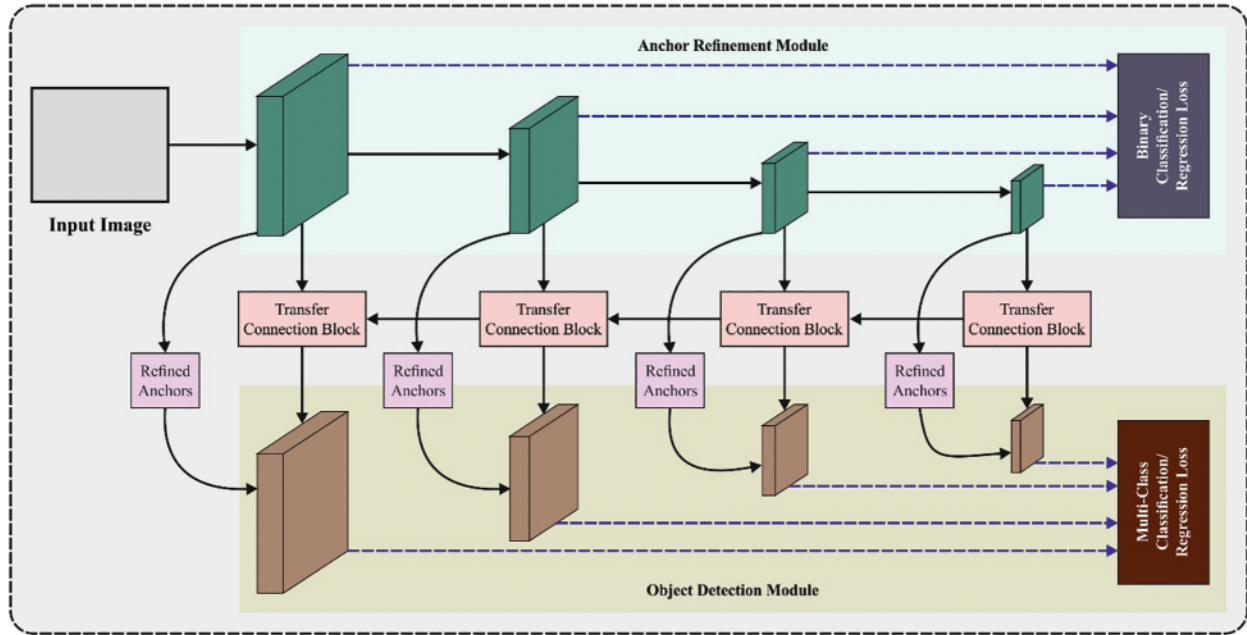 Anchor Refinement Module
Input Image
Binary
Classification/
Regression Loss
Transfer
Connection Block
Transfer
Connection Block
Transfer
Connection Block
Transfer
Connection Block
Refined
Anchors
Refined
Anchors
Refined
Anchors
Refined
Anchors
Multi-Class
Classification/
Regression Loss
Object Detection Module